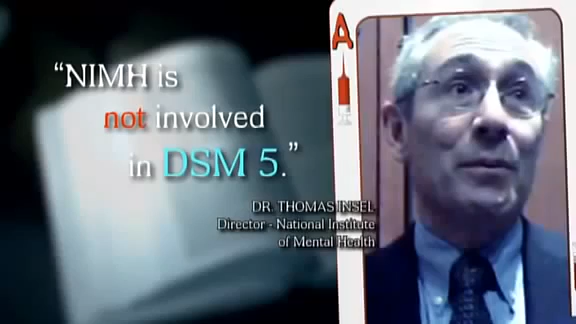 “NIMH is
not involved
in DSM 5.”
DR. THOMAS INSEL
Director - National Institute
of Mental Health
A